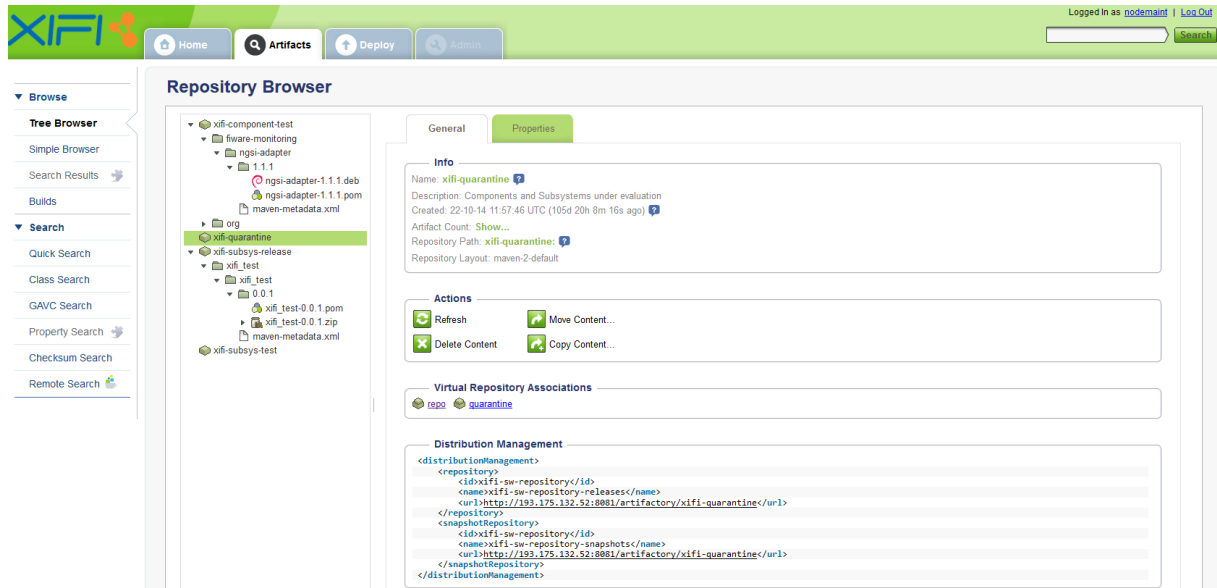 Logged In as nodemaint | Log Out
XIFI
Home
Artifacts
Deploy
Admin
Search
Browse
Tree Browser
Simple Browser
Search Results
Builds
Search
Quick Search
Class Search
GAVC Search
Property Search
Checksum Search
Remote Search
Repository Browser
xifi-component-test
fiware-monitoring
ngsi-adapter
1.1.1
ngsi-adapter-1.1.1.deb
ngsi-adapter-1.1.1.pom
maven-metadata.xml
org
xifi-quarantine
xifi-subsys-release
xifi_test
xifi_test
0.0.1
xifi_test-0.0.1.pom
xifi_test-0.0.1.zip
maven-metadata.xml
xifi-subsys-test
General
Properties
Info
Name: xifi-quarantine ?
Description: Components and Subsystems under evaluation
Created: 22-10-14 11:57:46 UTC (105d 20h 8m 16s ago) ?
Artifact Count: Show...
Repository Path: xifi-quarantine: ?
Repository Layout: maven-2-default
Actions
Refresh
Move Content...
Delete Content
Copy Content...
Virtual Repository Associations
repo quarantine
Distribution Management
<distributionManagement>
<repository>
<id>xifi-sw-repository</id>
<name>xifi-sw-repository-releases</name>
<url>http://193.175.132.52:8081/artifactory/xifi-quarantine</url>
</repository>
<snapshotRepository>
<id>xifi-sw-repository</id>
<name>xifi-sw-repository-snapshots</name>
<url>http://193.175.132.52:8081/artifactory/xifi-quarantine</url>
</snapshotRepository>
</distributionManagement>